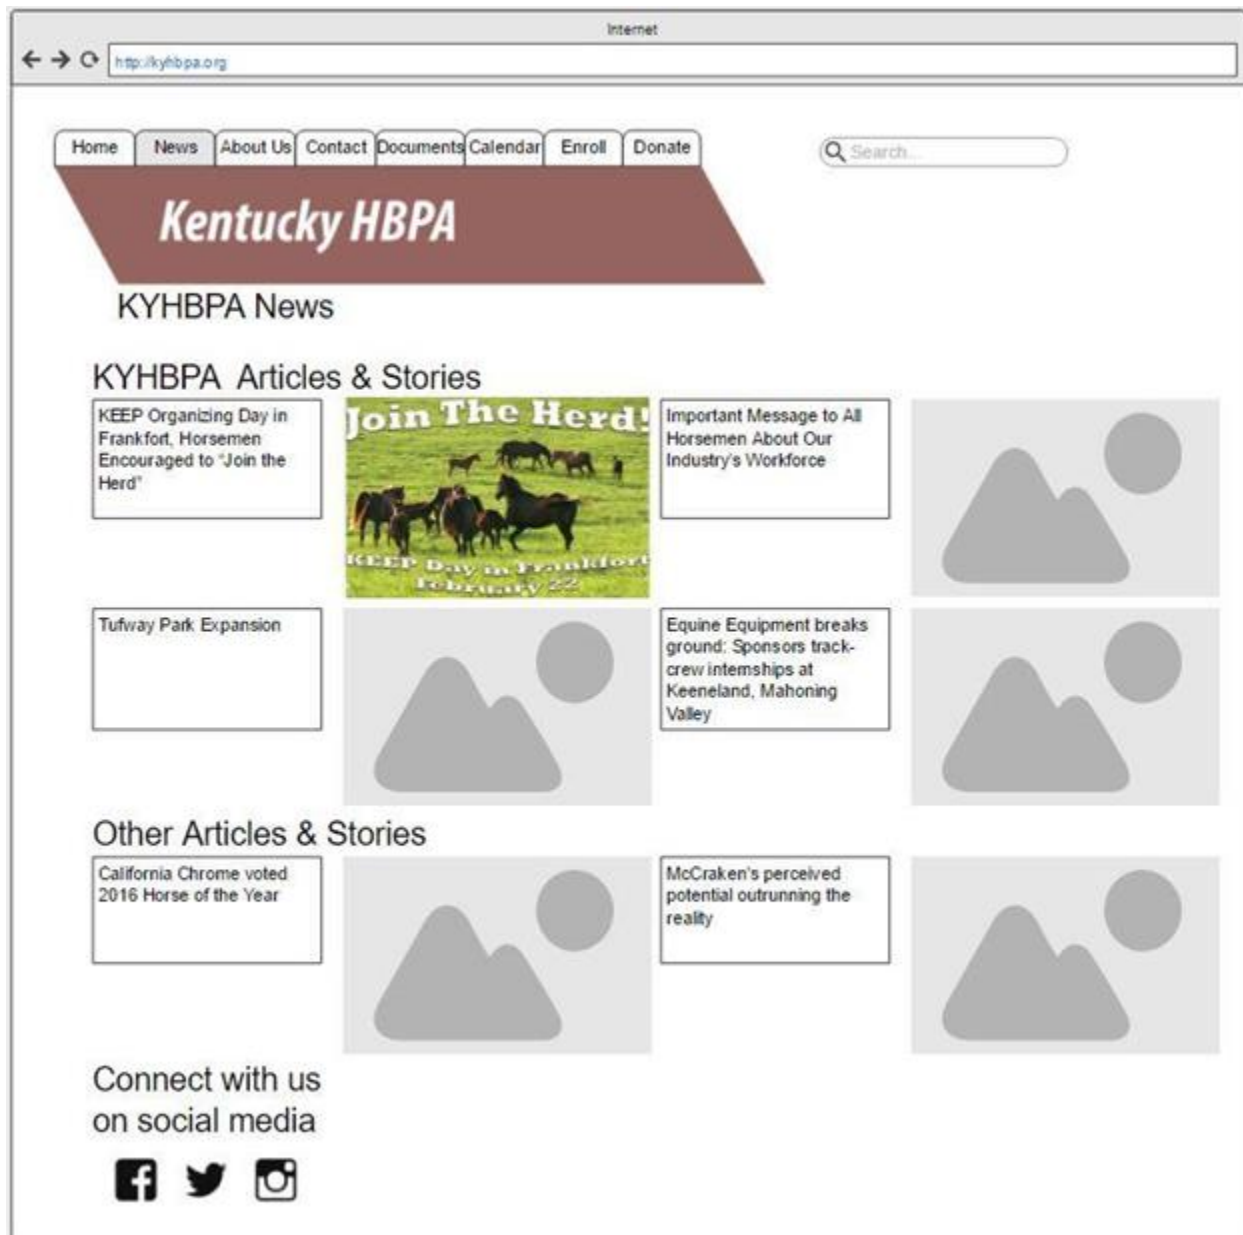 Internet
http://kyhbpa.org
Home News About Us Contact Documents Calendar Enroll Donate
Search...
Kentucky HBPA
KYHBPA News
KYHBPA Articles & Stories
KEEP Organizing Day in
Frankfort, Horsemen
Encouraged to "Join the
Herd"
Join The Herd!
KEEP Day in Frankfort
February 22
Important Message to All
Horsemen About Our
Industry's Workforce
Tufway Park Expansion
Equine Equipment breaks
ground: Sponsors track-
crew internships at
Keeneland, Mahoning
Valley
Other Articles & Stories
California Chrome voted
2016 Horse of the Year
McCraken's perceived
potential outrunning the
reality
Connect with us
on social media